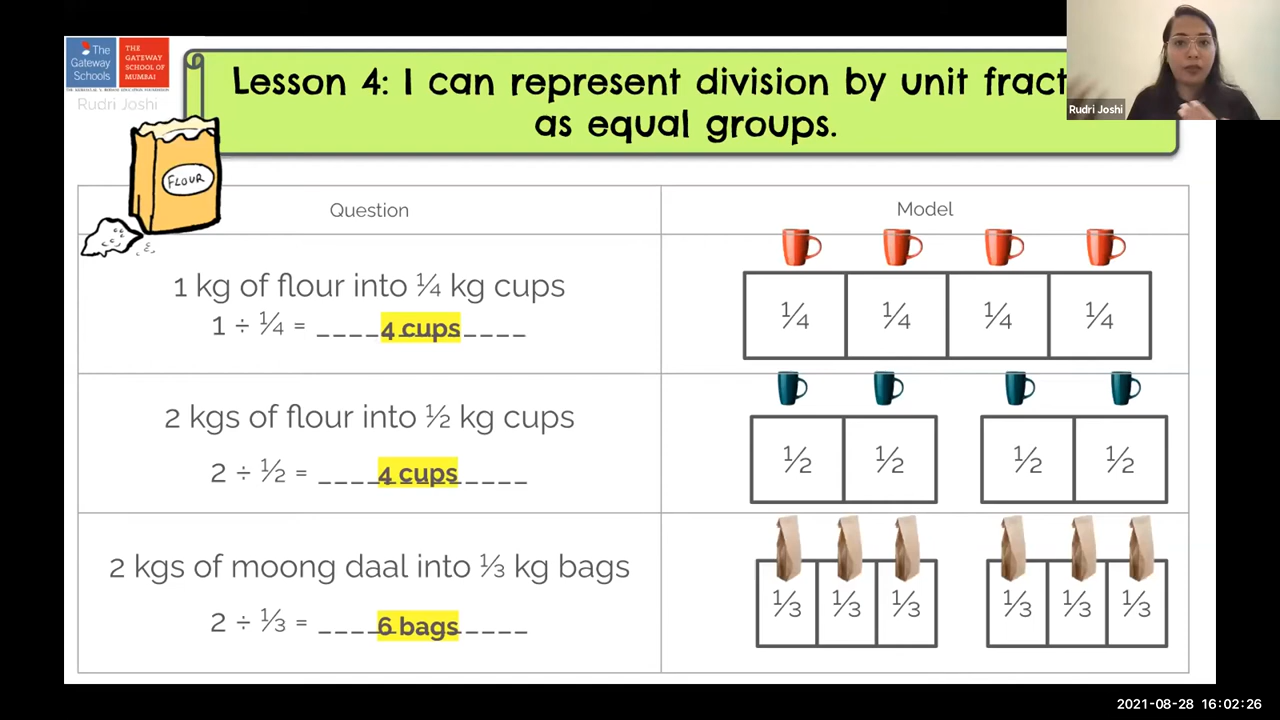 The
Gateway
Schools
THE
GATEWAY
SCHOOL OF
MUMBAI
Rudri Joshi
Lesson 4: I can represent division by unit fract
as equal groups.
Rudri Joshi
FLOUR
Question
Model
1 kg of flour into ¼ kg cups
1 ÷ ¼ = ____4 cups____
¼ ¼ ¼ ¼
2 kgs of flour into ½ kg cups
2 ÷ ½ = ____4 cups____
½ ½ ½ ½
2 kgs of moong daal into ⅓ kg bags
2 ÷ ⅓ = ____6 bags____
⅓ ⅓ ⅓ ⅓ ⅓ ⅓
2021-08-28 16:02:26